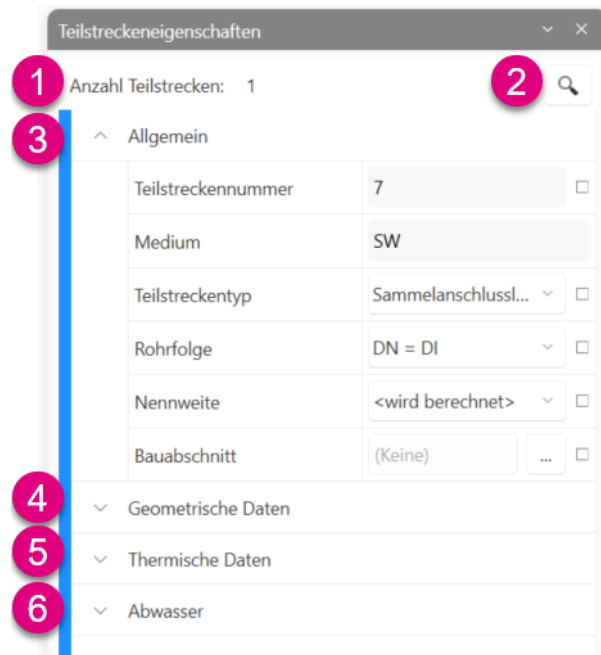 Teilstreckeneigenschaften
1 Anzahl Teilstrecken: 1 2
3 Allgemein
Teilstreckennummer 7
Medium SW
Teilstreckentyp Sammelanschlussl...
Rohrfolge DN = DI
Nennweite <wird berechnet>
Bauabschnitt (Keine) ...
4 Geometrische Daten
5 Thermische Daten
6 Abwasser